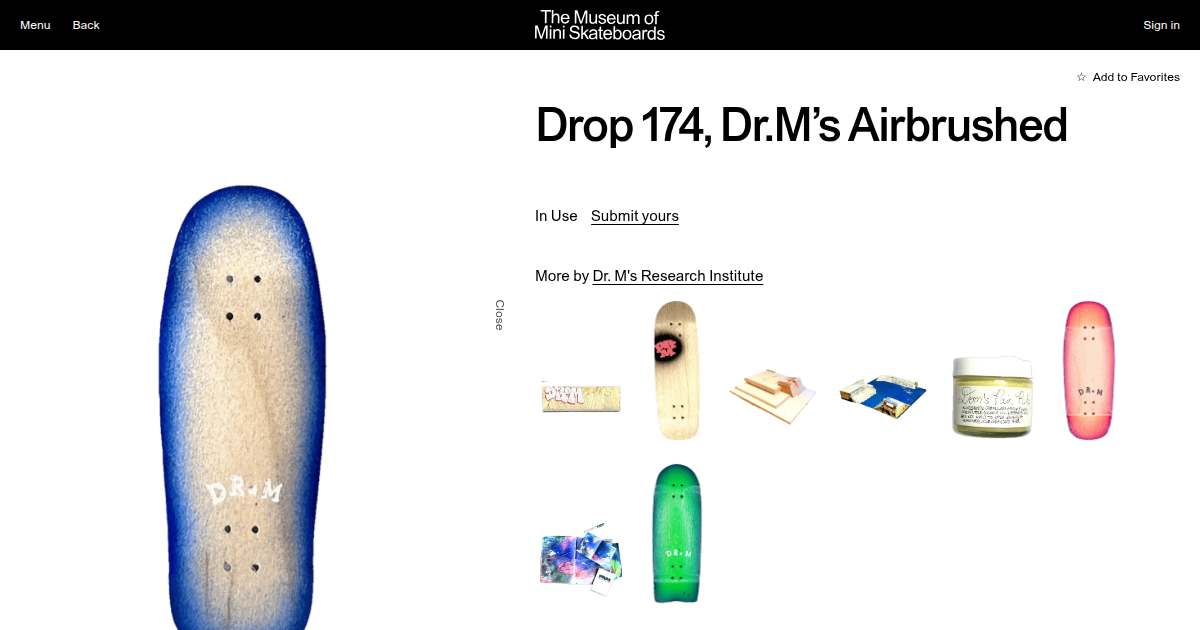 Menu
Back
The Museum of
Mini Skateboards
Sign in
☆ Add to Favorites
Drop 174, Dr.M’s Airbrushed
In Use
Submit yours
More by Dr. M's Research Institute
Close
DR•M
DR•M
DR•M